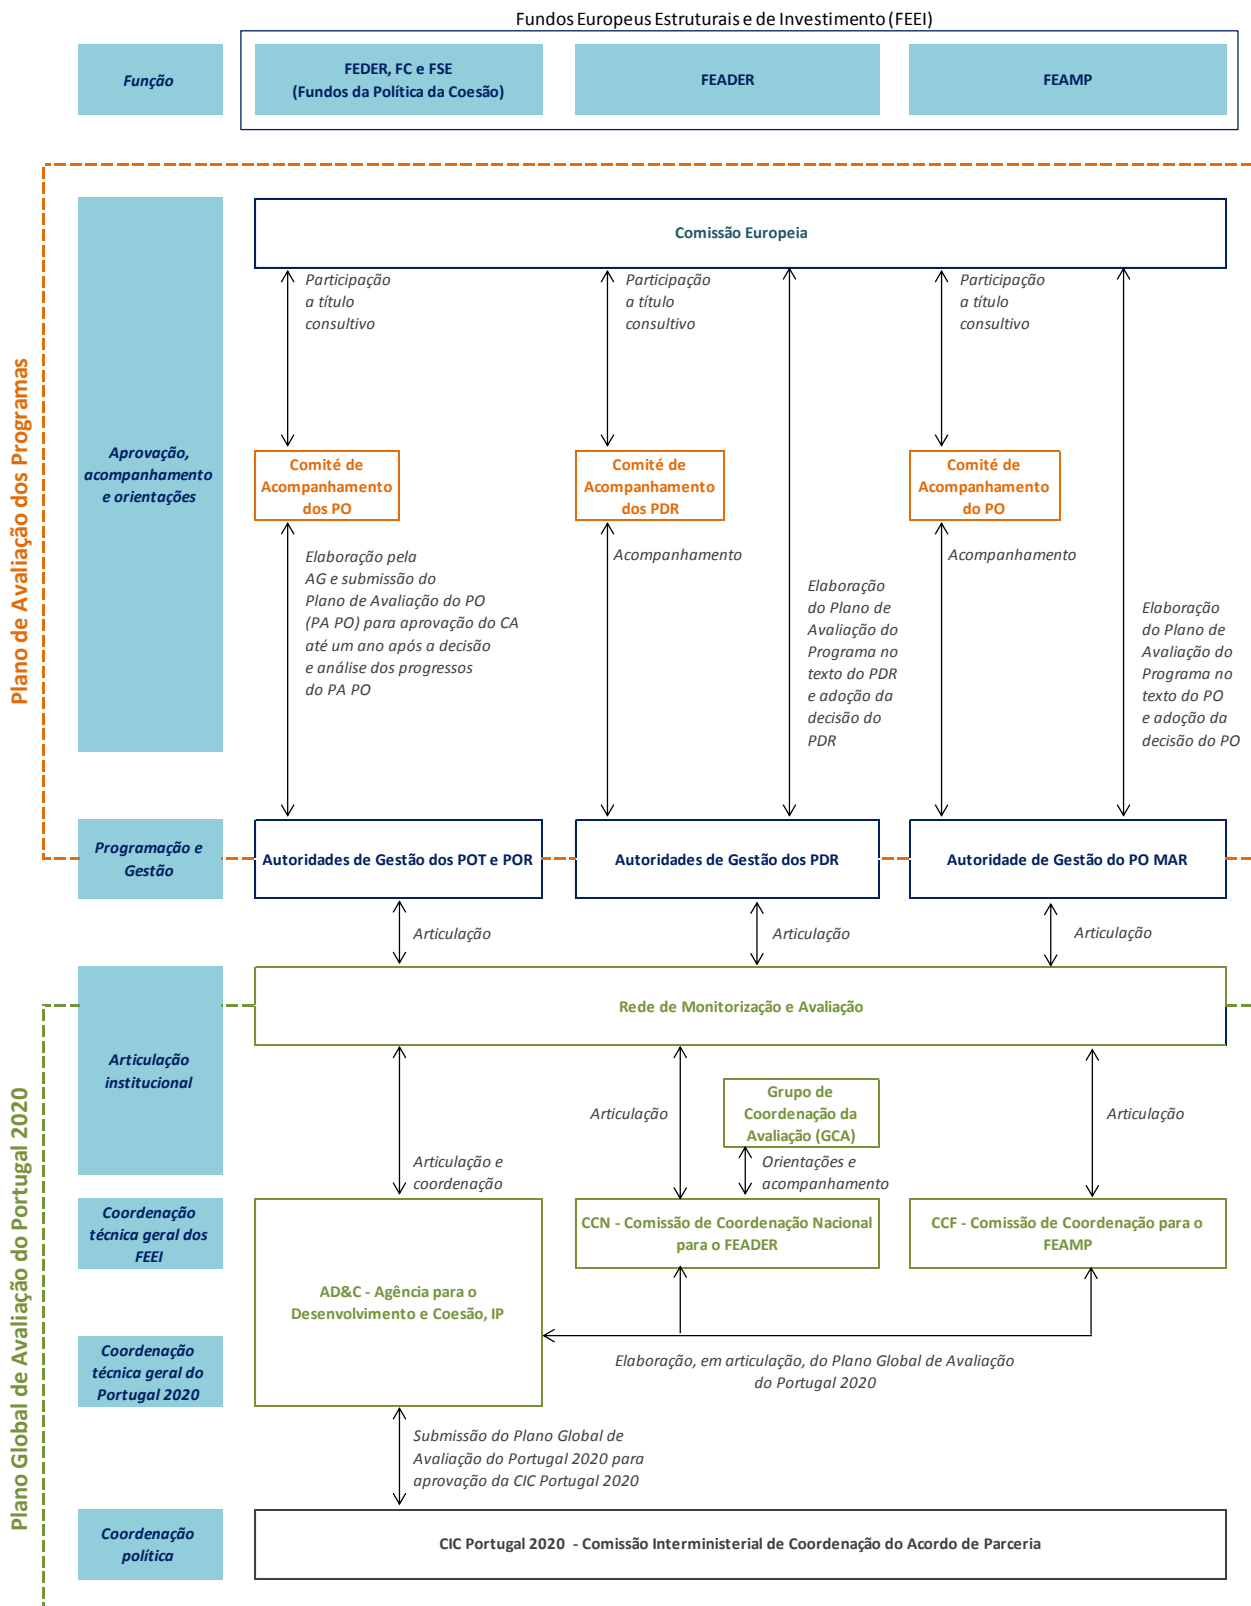 Fundos Europeus Estruturais e de Investimento (FEEI)
Função
FEDER, FC e FSE
(Fundos da Política da Coesão)
FEADER
FEAMP
Plano de Avaliação dos Programas
Aprovação,
acompanhamento
e orientações
Comissão Europeia
Participação
a título
consultivo
Participação
a título
consultivo
Participação
a título
consultivo
Comité de
Acompanhamento
dos PO
Comité de
Acompanhamento
dos PDR
Comité de
Acompanhamento
do PO
Elaboração pela
AG e submissão do
Plano de Avaliação do PO
(PA PO) para aprovação do CA
até um ano após a decisão
e análise dos progressos
do PA PO
Acompanhamento
Elaboração
do Plano de
Avaliação do
Programa no
texto do PDR
e adoção da
decisão do
PDR
Acompanhamento
Elaboração
do Plano de
Avaliação do
Programa no
texto do PO
e adoção da
decisão do PO
Programação e
Gestão
Autoridades de Gestão dos POT e POR
Autoridades de Gestão dos PDR
Autoridade de Gestão do PO MAR
Articulação
Articulação
Articulação
Plano Global de Avaliação do Portugal 2020
Articulação
institucional
Rede de Monitorização e Avaliação
Articulação e
coordenação
Articulação
Grupo de
Coordenação da
Avaliação (GCA)
Orientações e
acompanhamento
Articulação
Coordenação
técnica geral dos
FEEI
AD&C - Agência para o
Desenvolvimento e Coesão, IP
CCN - Comissão de Coordenação Nacional
para o FEADER
CCF - Comissão de Coordenação para o
FEAMP
Coordenação
técnica geral do
Portugal 2020
Elaboração, em articulação, do Plano Global de Avaliação
do Portugal 2020
Submissão do Plano Global de
Avaliação do Portugal 2020 para
aprovação da CIC Portugal 2020
Coordenação
política
CIC Portugal 2020 - Comissão Interministerial de Coordenação do Acordo de Parceria